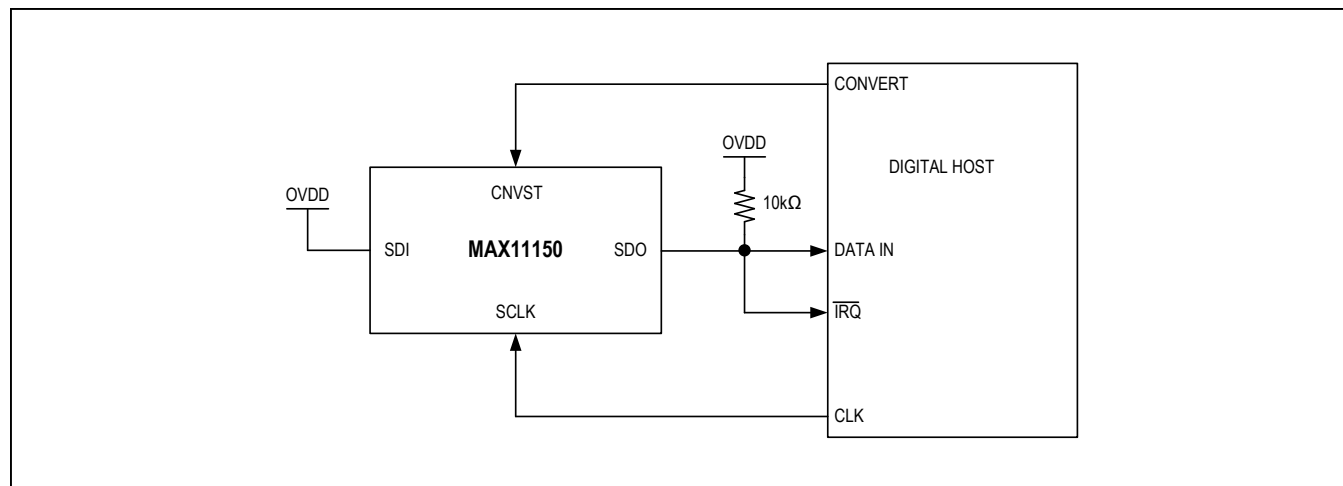 CONVERT
OVDD
DIGITAL HOST
10kΩ
OVDD
CNVST
SDI
MAX11150
SDO
DATA IN
IRQ
SCLK
CLK